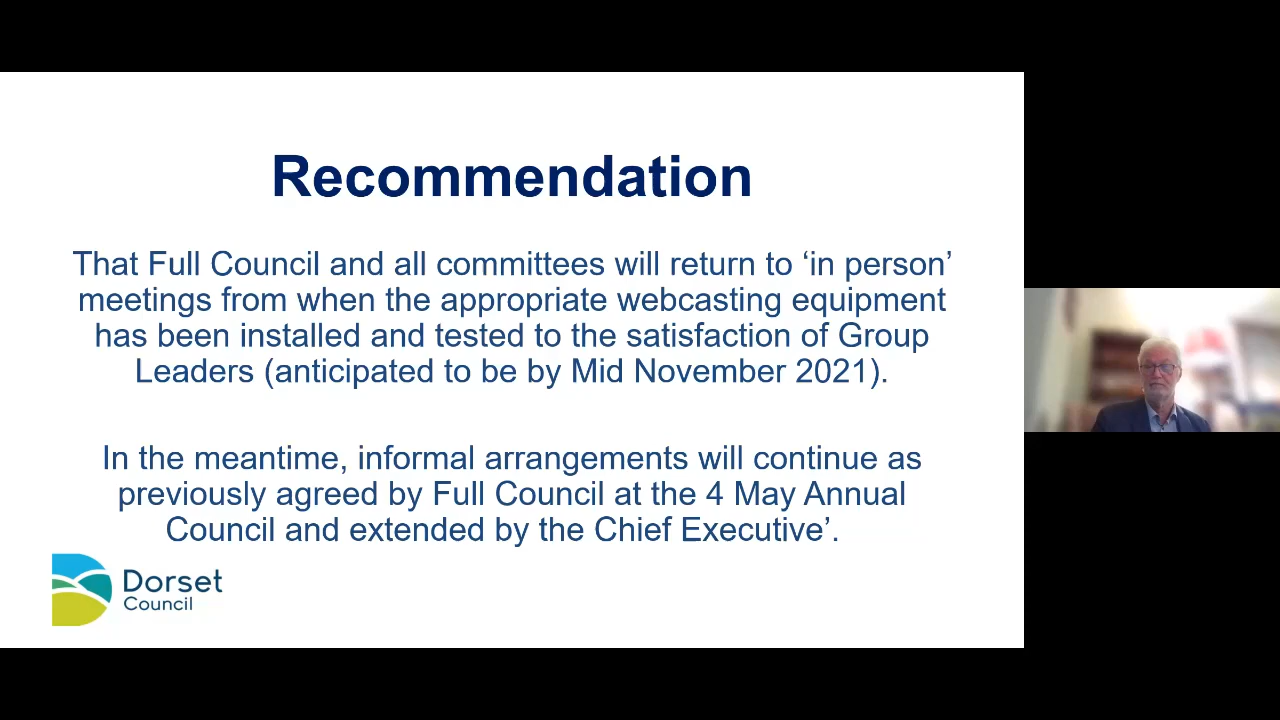 Recommendation
That Full Council and all committees will return to ‘in person’
meetings from when the appropriate webcasting equipment
has been installed and tested to the satisfaction of Group
Leaders (anticipated to be by Mid November 2021).
In the meantime, informal arrangements will continue as
previously agreed by Full Council at the 4 May Annual
Council and extended by the Chief Executive’.
Dorset
Council